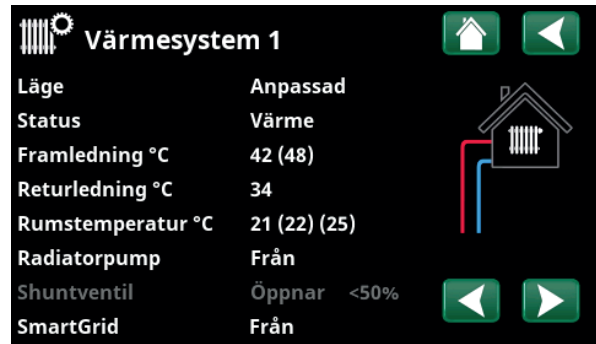 Värmesystem 1
Läge Anpassad
Status Värme
Framledning °C 42 (48)
Returledning °C 34
Rumstemperatur °C 21 (22) (25)
Radiatorpump Från
Shuntventil Öppnar <50%
SmartGrid Från